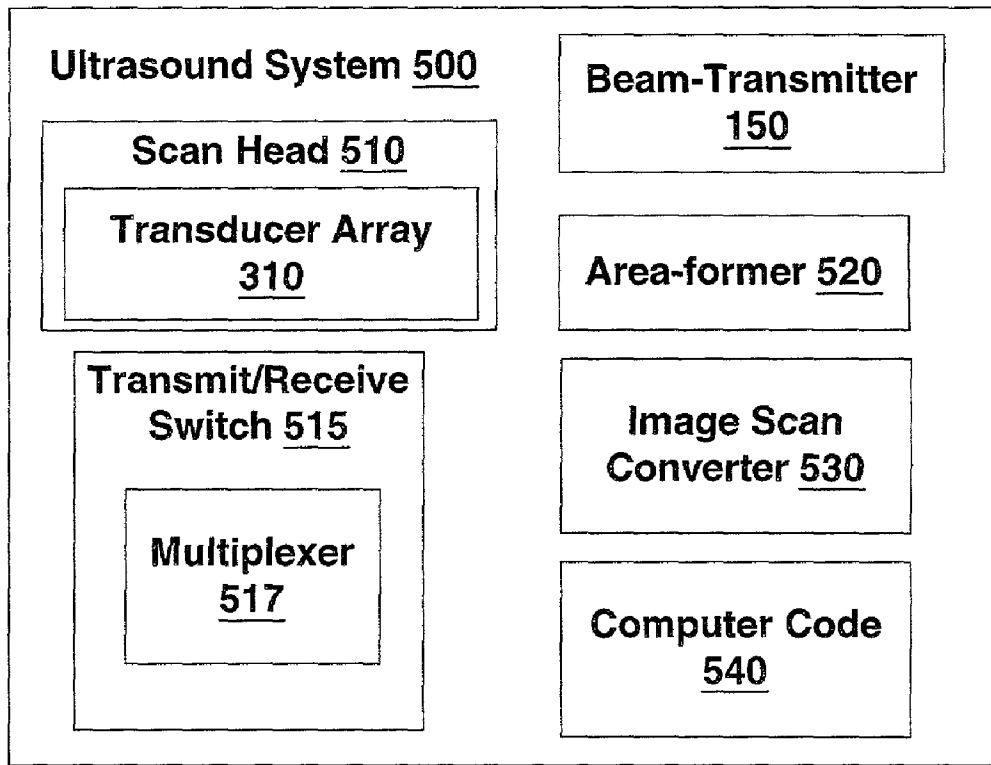 Ultrasound System 500
Scan Head 510
Transducer Array
310
Transmit/Receive
Switch 515
Multiplexer
517
Beam-Transmitter
150
Area-former 520
Image Scan
Converter 530
Computer Code
540